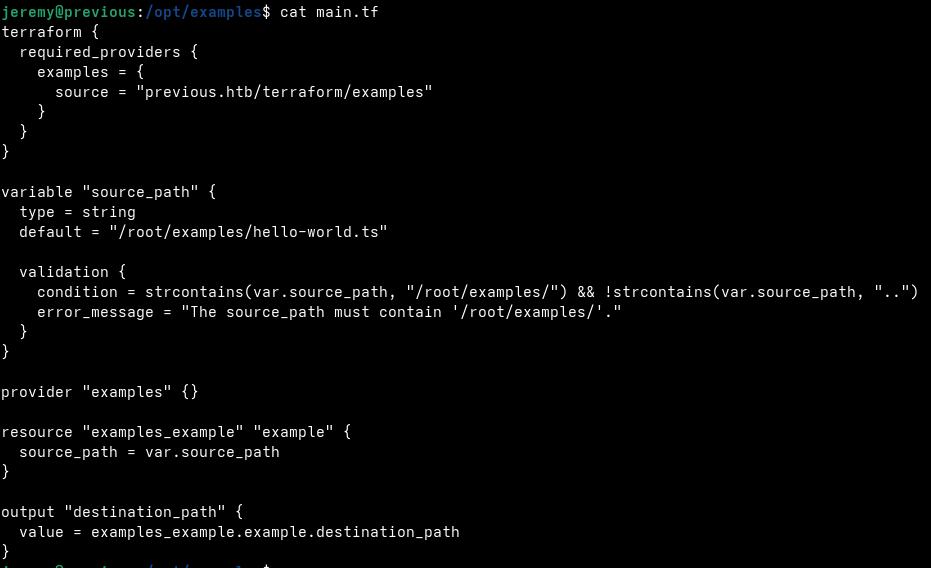 jeremy@previous:/opt/examples$ cat main.tf
terraform {
  required_providers {
    examples = {
      source = "previous.htb/terraform/examples"
    }
  }
}

variable "source_path" {
  type = string
  default = "/root/examples/hello-world.ts"

  validation {
    condition = strcontains(var.source_path, "/root/examples/") && !strcontains(var.source_path, "..")
    error_message = "The source_path must contain '/root/examples/'."
  }
}

provider "examples" {}

resource "examples_example" "example" {
  source_path = var.source_path
}

output "destination_path" {
  value = examples_example.example.destination_path
}